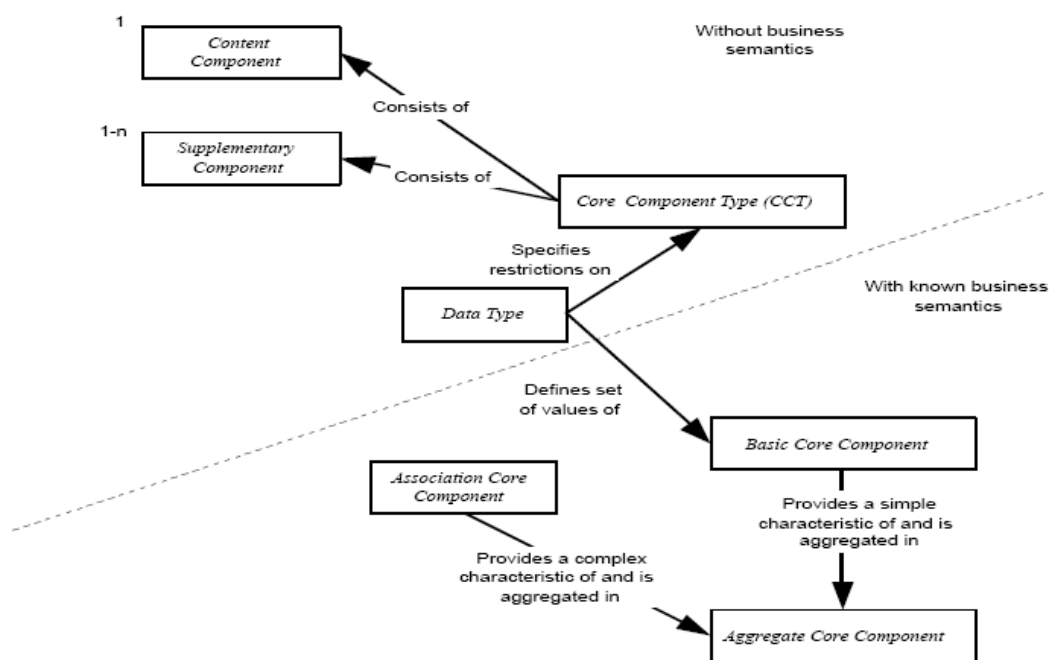 1
Content
Component
Without business
semantics
Consists of
1-n
Supplementary
Component
Consists of
Core Component Type (CCT)
Specifies
restrictions on
With known business
semantics
Data Type
Defines set
of values of
Basic Core Component
Association Core
Component
Provides a simple
characteristic of and is
aggregated in
Provides a complex
characteristic of and is
aggregated in
Aggregate Core Component